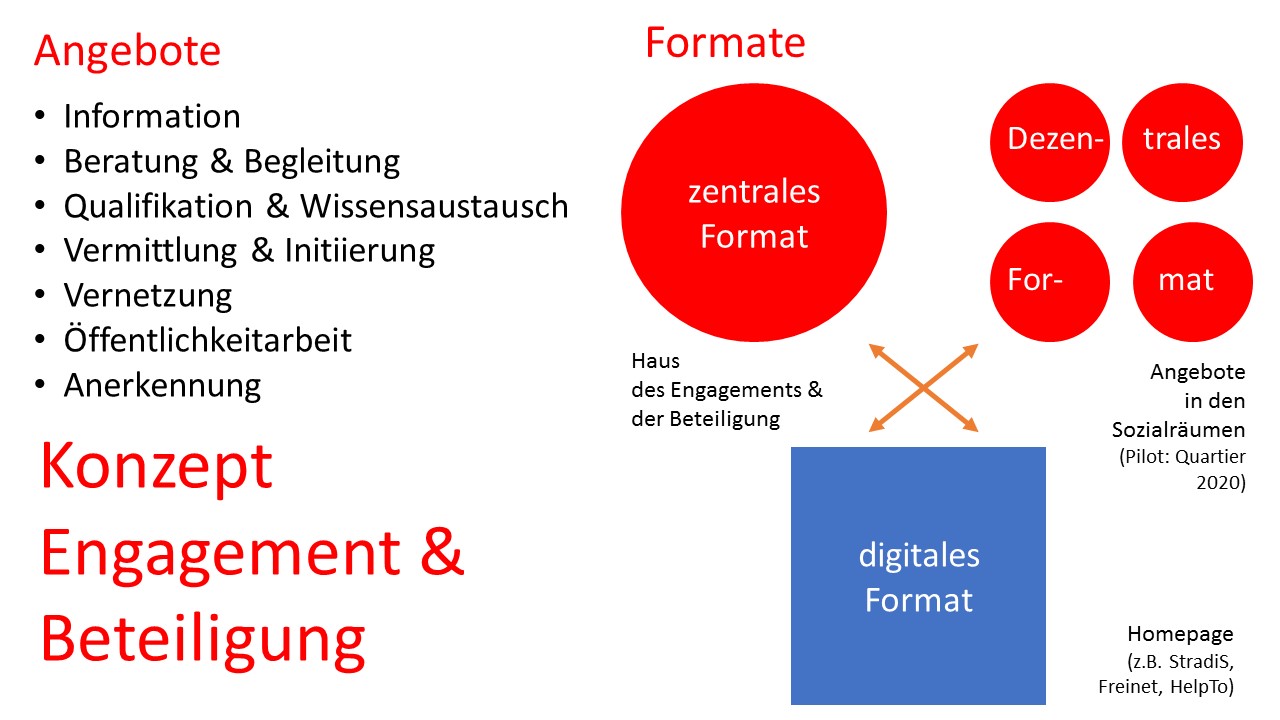 Angebote
• Information
• Beratung & Begleitung
• Qualifikation & Wissensaustausch
• Vermittlung & Initiierung
• Vernetzung
• Öffentlichkeitarbeit
• Anerkennung
Konzept
Engagement &
Beteiligung
Formate
zentrales
Format
Dezen- trales
For- mat
Haus
des Engagements &
der Beteiligung
Angebote
in den
Sozialräumen
(Pilot: Quartier
2020)
digitales
Format
Homepage
(z.B. StradiS,
Freinet, HelpTo)